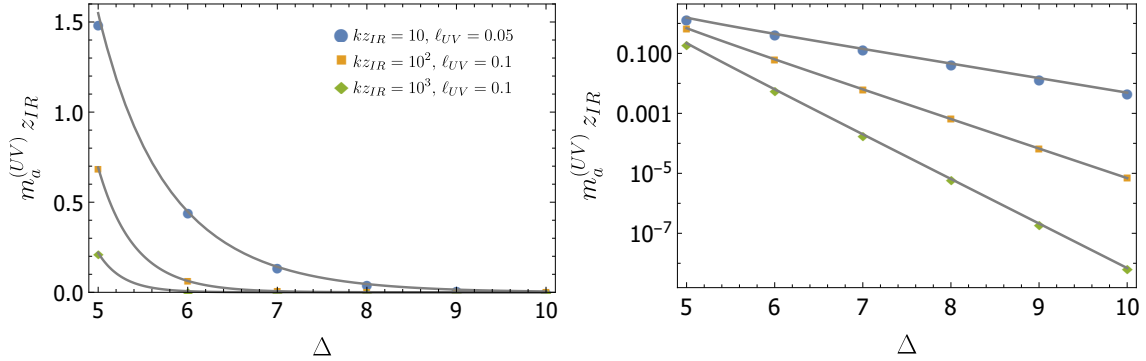 1.5
1.0
0.5
0.0
m_a^{(UV)} z_{IR}
kz_{IR} = 10, ℓ_{UV} = 0.05
kz_{IR} = 10^2, ℓ_{UV} = 0.1
kz_{IR} = 10^3, ℓ_{UV} = 0.1
5 6 7 8 9 10
Δ
0.100
0.001
10^{-5}
10^{-7}
m_a^{(UV)} z_{IR}
5 6 7 8 9 10
Δ